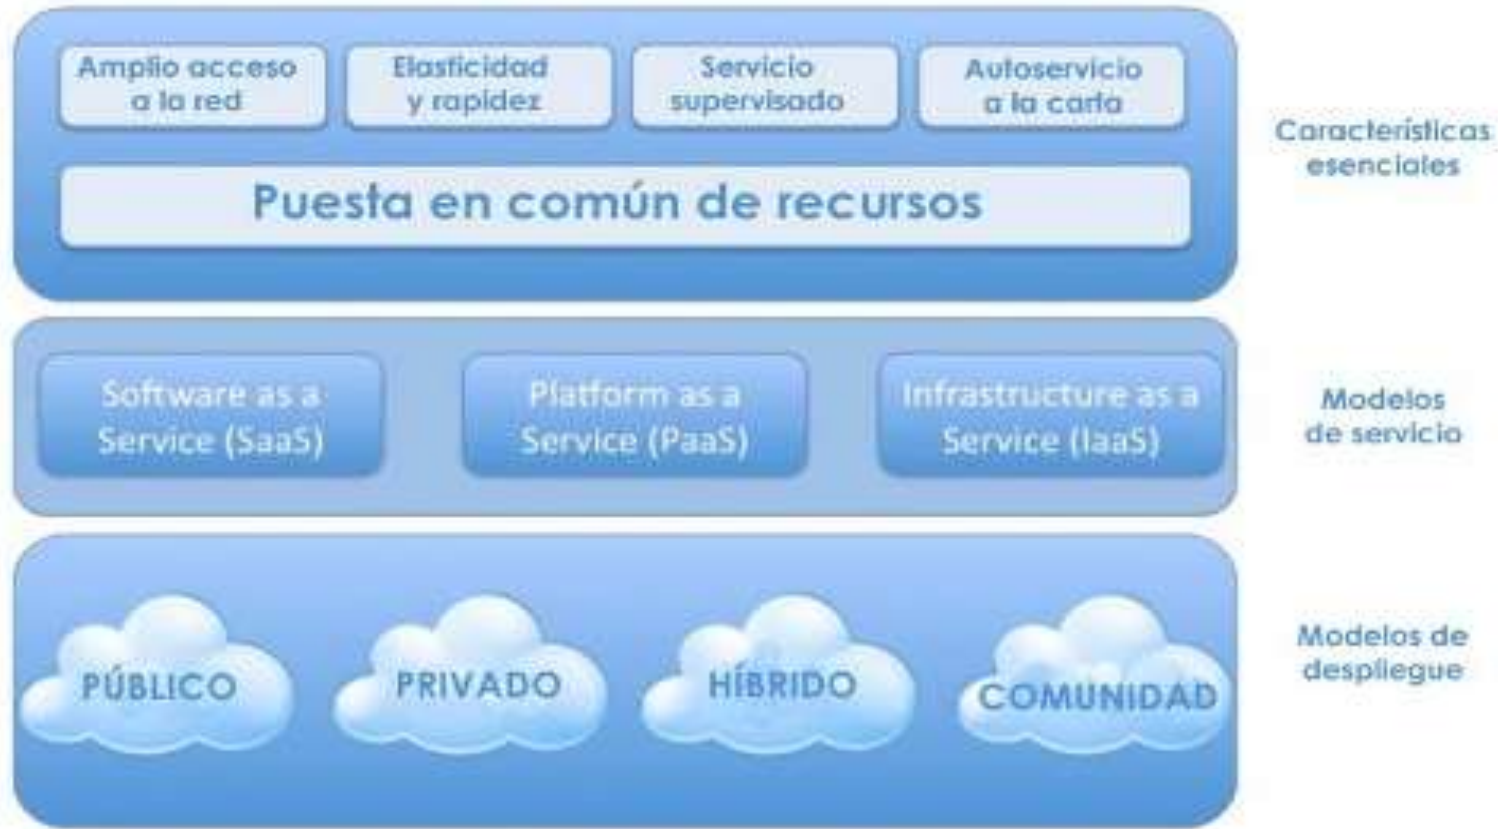 Amplio acceso
a la red
Elasticidad
y rapidez
Servicio
supervisado
Autoservicio
a la carta
Características
esenciales
Puesta en común de recursos
Software as a
Service (SaaS)
Platform as a
Service (PaaS)
Infrastructure as a
Service (IaaS)
Modelos
de servicio
PÚBLICO
PRIVADO
HÍBRIDO
COMUNIDAD
Modelos de
despliegue